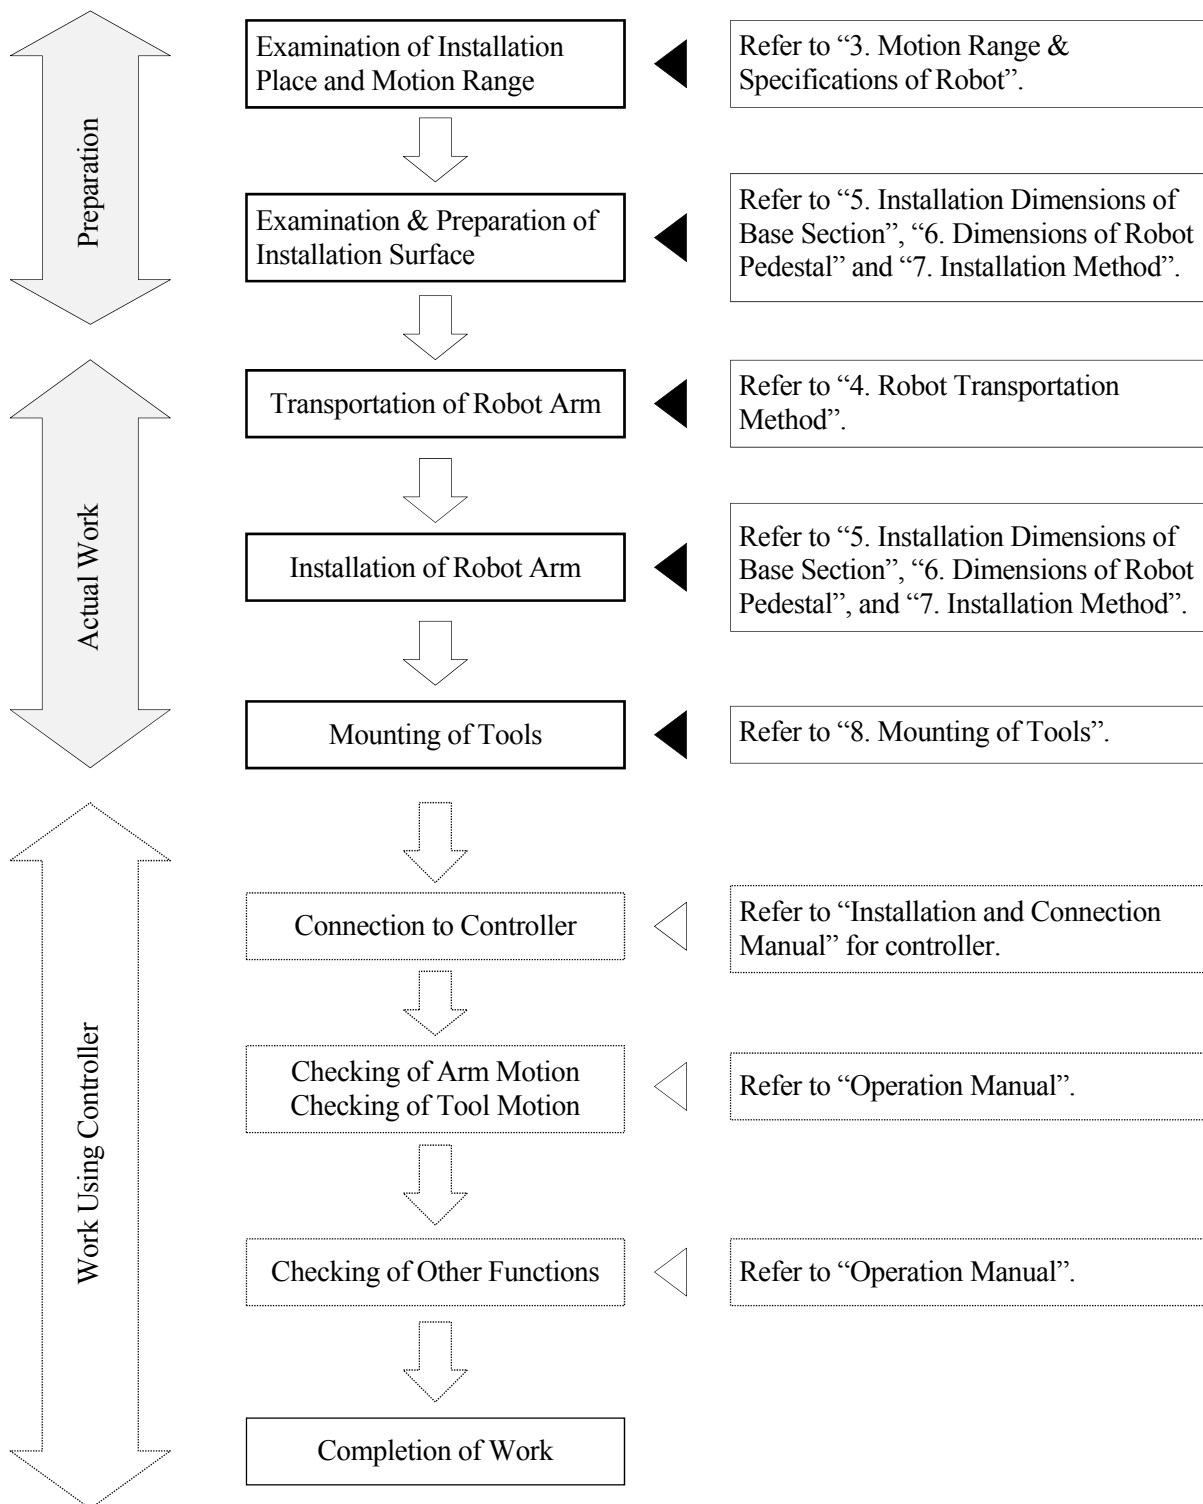 Preparation
Examination of Installation
Place and Motion Range
Refer to “3. Motion Range &
Specifications of Robot”.
Examination & Preparation of
Installation Surface
Refer to “5. Installation Dimensions of
Base Section”, “6. Dimensions of Robot
Pedestal” and “7. Installation Method”.
Actual Work
Transportation of Robot Arm
Refer to “4. Robot Transportation
Method”.
Installation of Robot Arm
Refer to “5. Installation Dimensions of
Base Section”, “6. Dimensions of Robot
Pedestal”, and “7. Installation Method”.
Mounting of Tools
Refer to “8. Mounting of Tools”.
Work Using Controller
Connection to Controller
Refer to “Installation and Connection
Manual” for controller.
Checking of Arm Motion
Checking of Tool Motion
Refer to “Operation Manual”.
Checking of Other Functions
Refer to “Operation Manual”.
Completion of Work